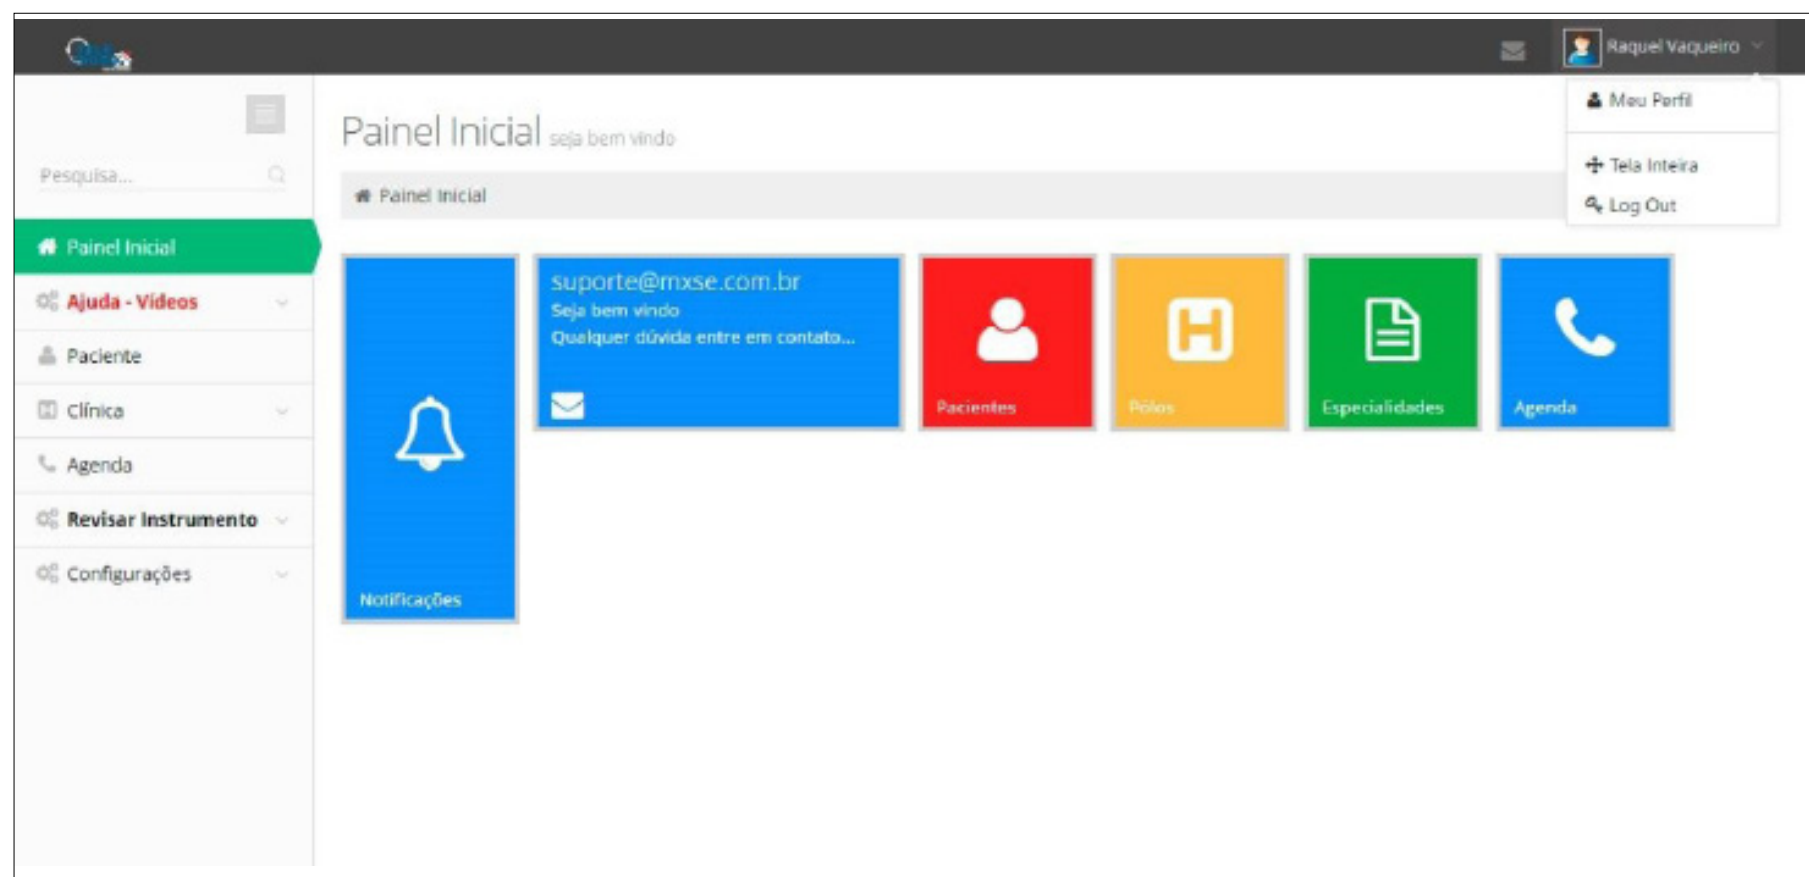 Raquel Vaqueiro
Meu Perfil
Tela Inteira
Log Out
Pesquisa...
Painel Inicial
Ajuda - Vídeos
Paciente
Clínica
Agenda
Revisar Instrumento
Configurações
Painel Inicial seja bem vindo
Painel Inicial
Notificações
suporte@mxse.com.br
Seja bem vindo
Qualquer dúvida entre em contato...
Pacientes
Pólos
Especialidades
Agenda